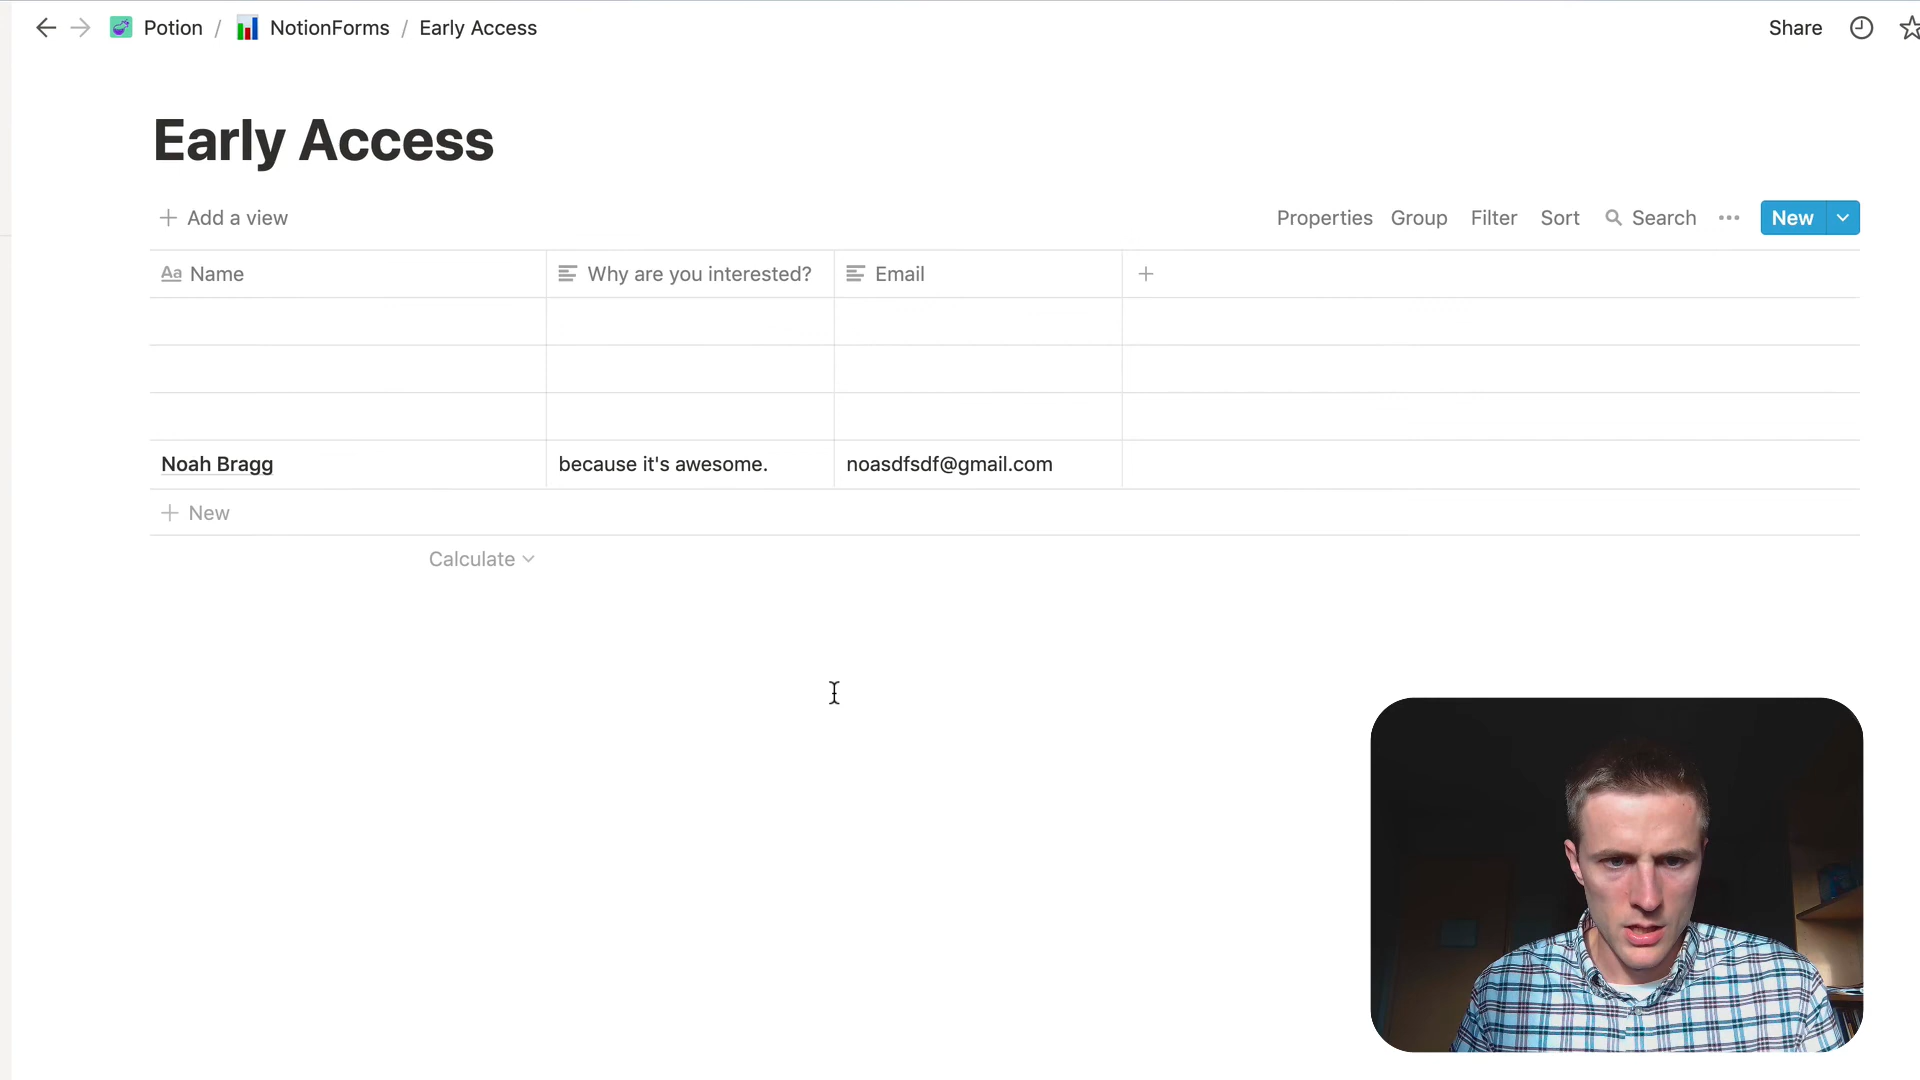 Potion / NotionForms / Early Access
Share
Early Access
Add a view
Properties Group Filter Sort Search New
Aa Name Why are you interested? Email
Noah Bragg because it's awesome. noasdfsdf@gmail.com
New
Calculate